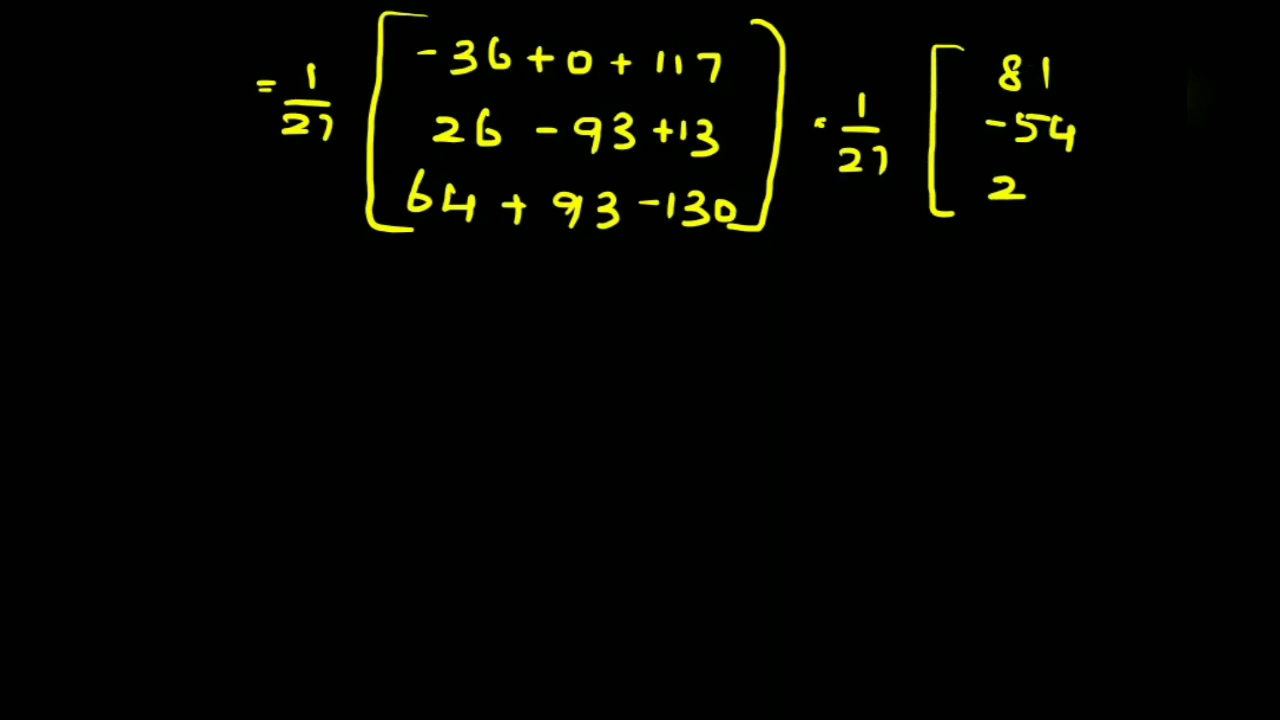 = 1/27 [ -36 + 0 + 117 ] = 1/27 [ 81
26 - 93 + 13 -54
64 + 93 - 130 2